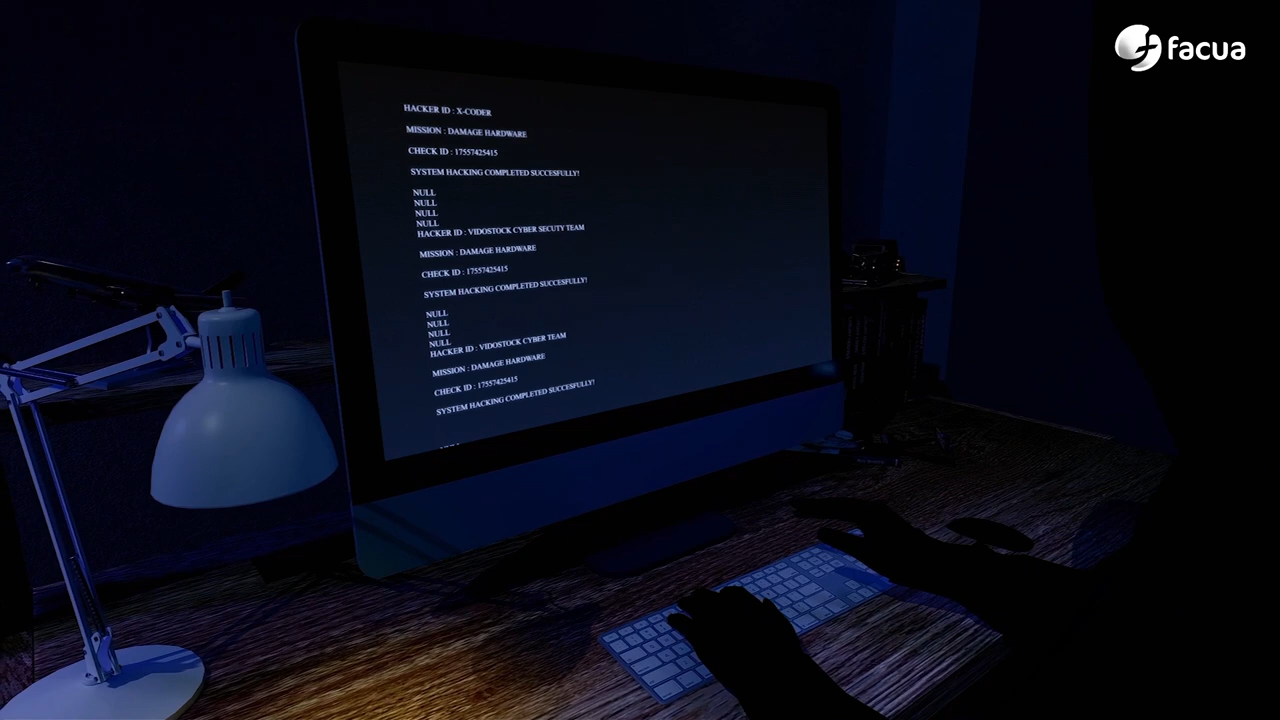 facua
HACKER ID : X-CODER
MISSION : DAMAGE HARDWARE
CHECK ID : 17557425415
SYSTEM HACKING COMPLETED SUCCESFULLY!
NULL
NULL
NULL
NULL
HACKER ID : VIDOSTOCK CYBER SECUTY TEAM
MISSION : DAMAGE HARDWARE
CHECK ID : 17557425415
SYSTEM HACKING COMPLETED SUCCESFULLY!
NULL
NULL
NULL
NULL
HACKER ID : VIDOSTOCK CYBER TEAM
MISSION : DAMAGE HARDWARE
CHECK ID : 17557425415
SYSTEM HACKING COMPLETED SUCCESFULLY!